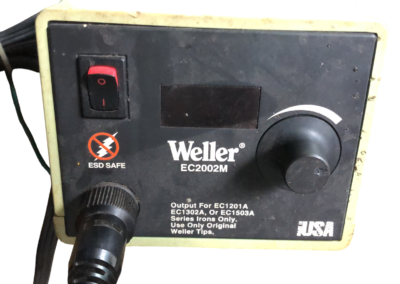 ESD SAFE
Weller®
EC2002M
Output For EC1201A
EC1302A, Or EC1503A
Series Irons Only.
Use Only Original
Weller Tips.
USA